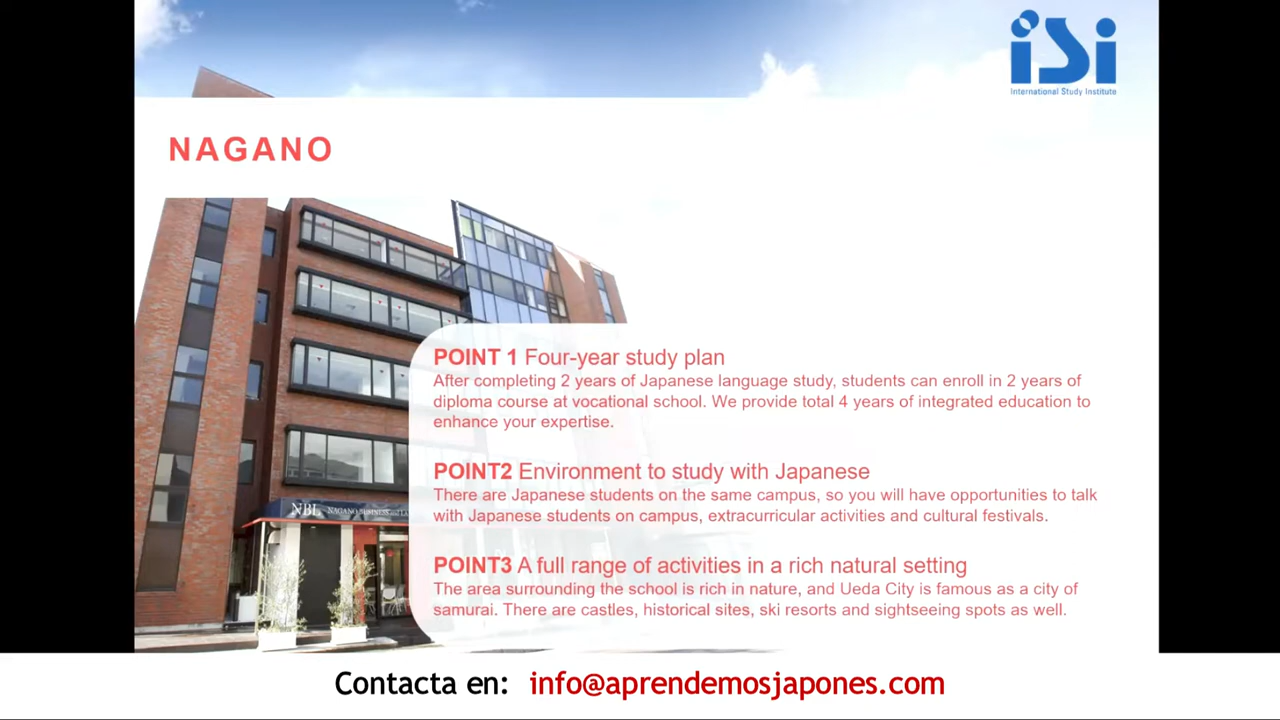 iSi
International Study Institute
NAGANO
POINT 1 Four-year study plan
After completing 2 years of Japanese language study, students can enroll in 2 years of
diploma course at vocational school. We provide total 4 years of integrated education to
enhance your expertise.
POINT2 Environment to study with Japanese
There are Japanese students on the same campus, so you will have opportunities to talk
with Japanese students on campus, extracurricular activities and cultural festivals.
POINT3 A full range of activities in a rich natural setting
The area surrounding the school is rich in nature, and Ueda City is famous as a city of
samurai. There are castles, historical sites, ski resorts and sightseeing spots as well.
NBL NAGANO BUSINESS
Contacta en: info@aprendemosjapones.com